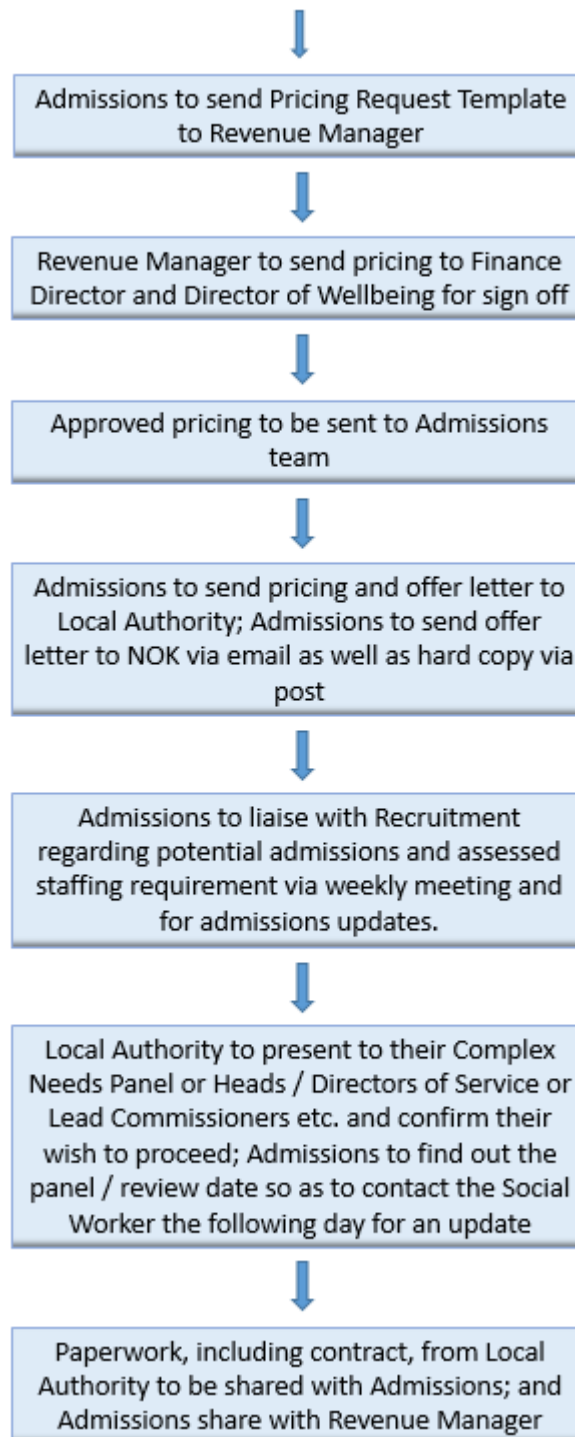 Admissions to send Pricing Request Template
to Revenue Manager
Revenue Manager to send pricing to Finance
Director and Director of Wellbeing for sign off
Approved pricing to be sent to Admissions
team
Admissions to send pricing and offer letter to
Local Authority; Admissions to send offer
letter to NOK via email as well as hard copy via
post
Admissions to liaise with Recruitment
regarding potential admissions and assessed
staffing requirement via weekly meeting and
for admissions updates.
Local Authority to present to their Complex
Needs Panel or Heads / Directors of Service or
Lead Commissioners etc. and confirm their
wish to proceed; Admissions to find out the
panel / review date so as to contact the Social
Worker the following day for an update
Paperwork, including contract, from Local
Authority to be shared with Admissions; and
Admissions share with Revenue Manager